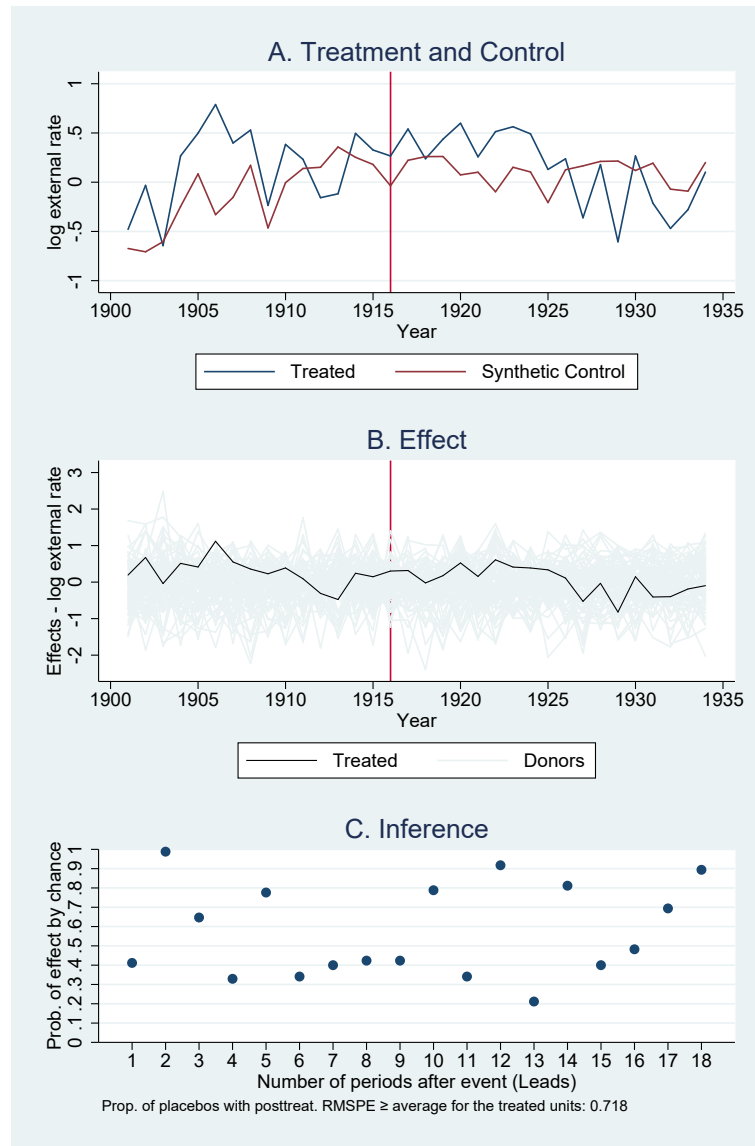 A. Treatment and Control
log external rate
1
.5
0
-.5
-1
1900 1905 1910 1915 1920 1925 1930 1935
Year
Treated Synthetic Control
B. Effect
Effects - log external rate
3
2
1
0
-1
-2
1900 1905 1910 1915 1920 1925 1930 1935
Year
Treated Donors
C. Inference
Prob. of effect by chance
0 .1 .2 .3 .4 .5 .6 .7 .8 .9 1
1 2 3 4 5 6 7 8 9 10 11 12 13 14 15 16 17 18
Number of periods after event (Leads)
Prop. of placebos with posttreat. RMSPE ≥ average for the treated units: 0.718